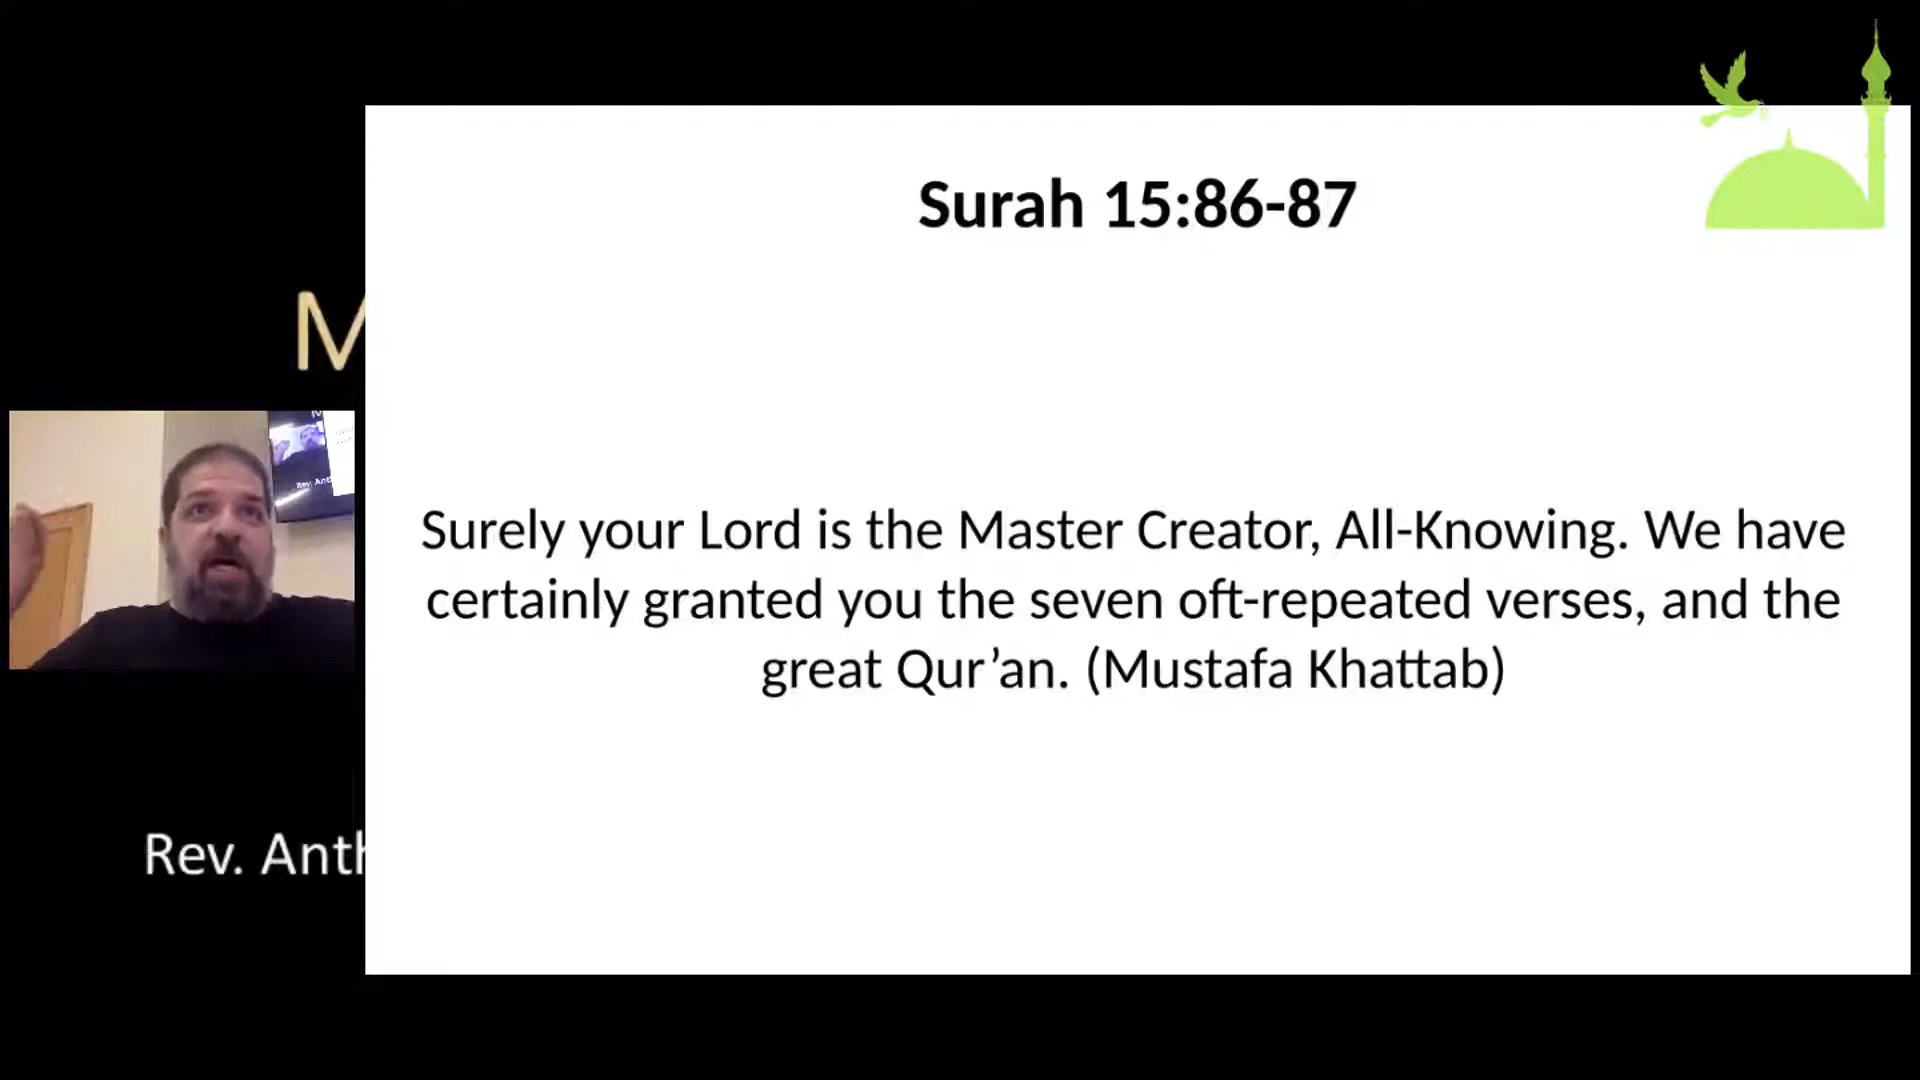 Surah 15:86-87
M
Surely your Lord is the Master Creator, All-Knowing. We have
certainly granted you the seven oft-repeated verses, and the
great Qur’an. (Mustafa Khattab)
Rev. Anth